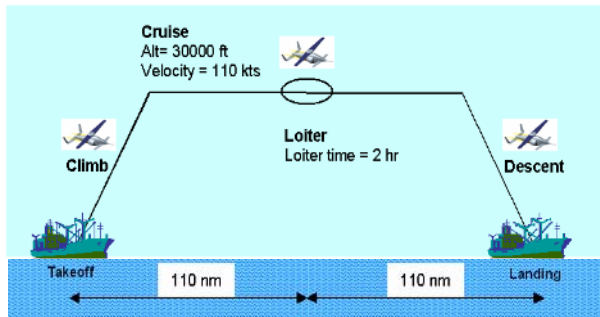 Cruise
Alt= 30000 ft
Velocity = 110 kts
Loiter
Loiter time = 2 hr
Climb
Descent
Takeoff
Landing
110 nm
110 nm